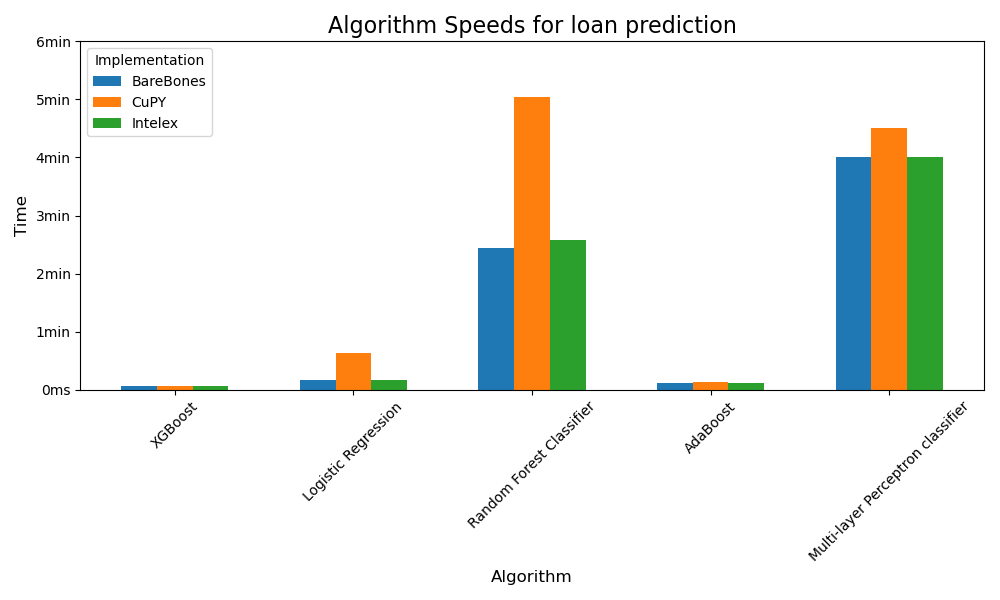 Algorithm Speeds for loan prediction
Implementation
BareBones
CuPY
Intelex
Time
6min
5min
4min
3min
2min
1min
0ms
XGBoost
Logistic Regression
Random Forest Classifier
AdaBoost
Multi-layer Perceptron classifier
Algorithm